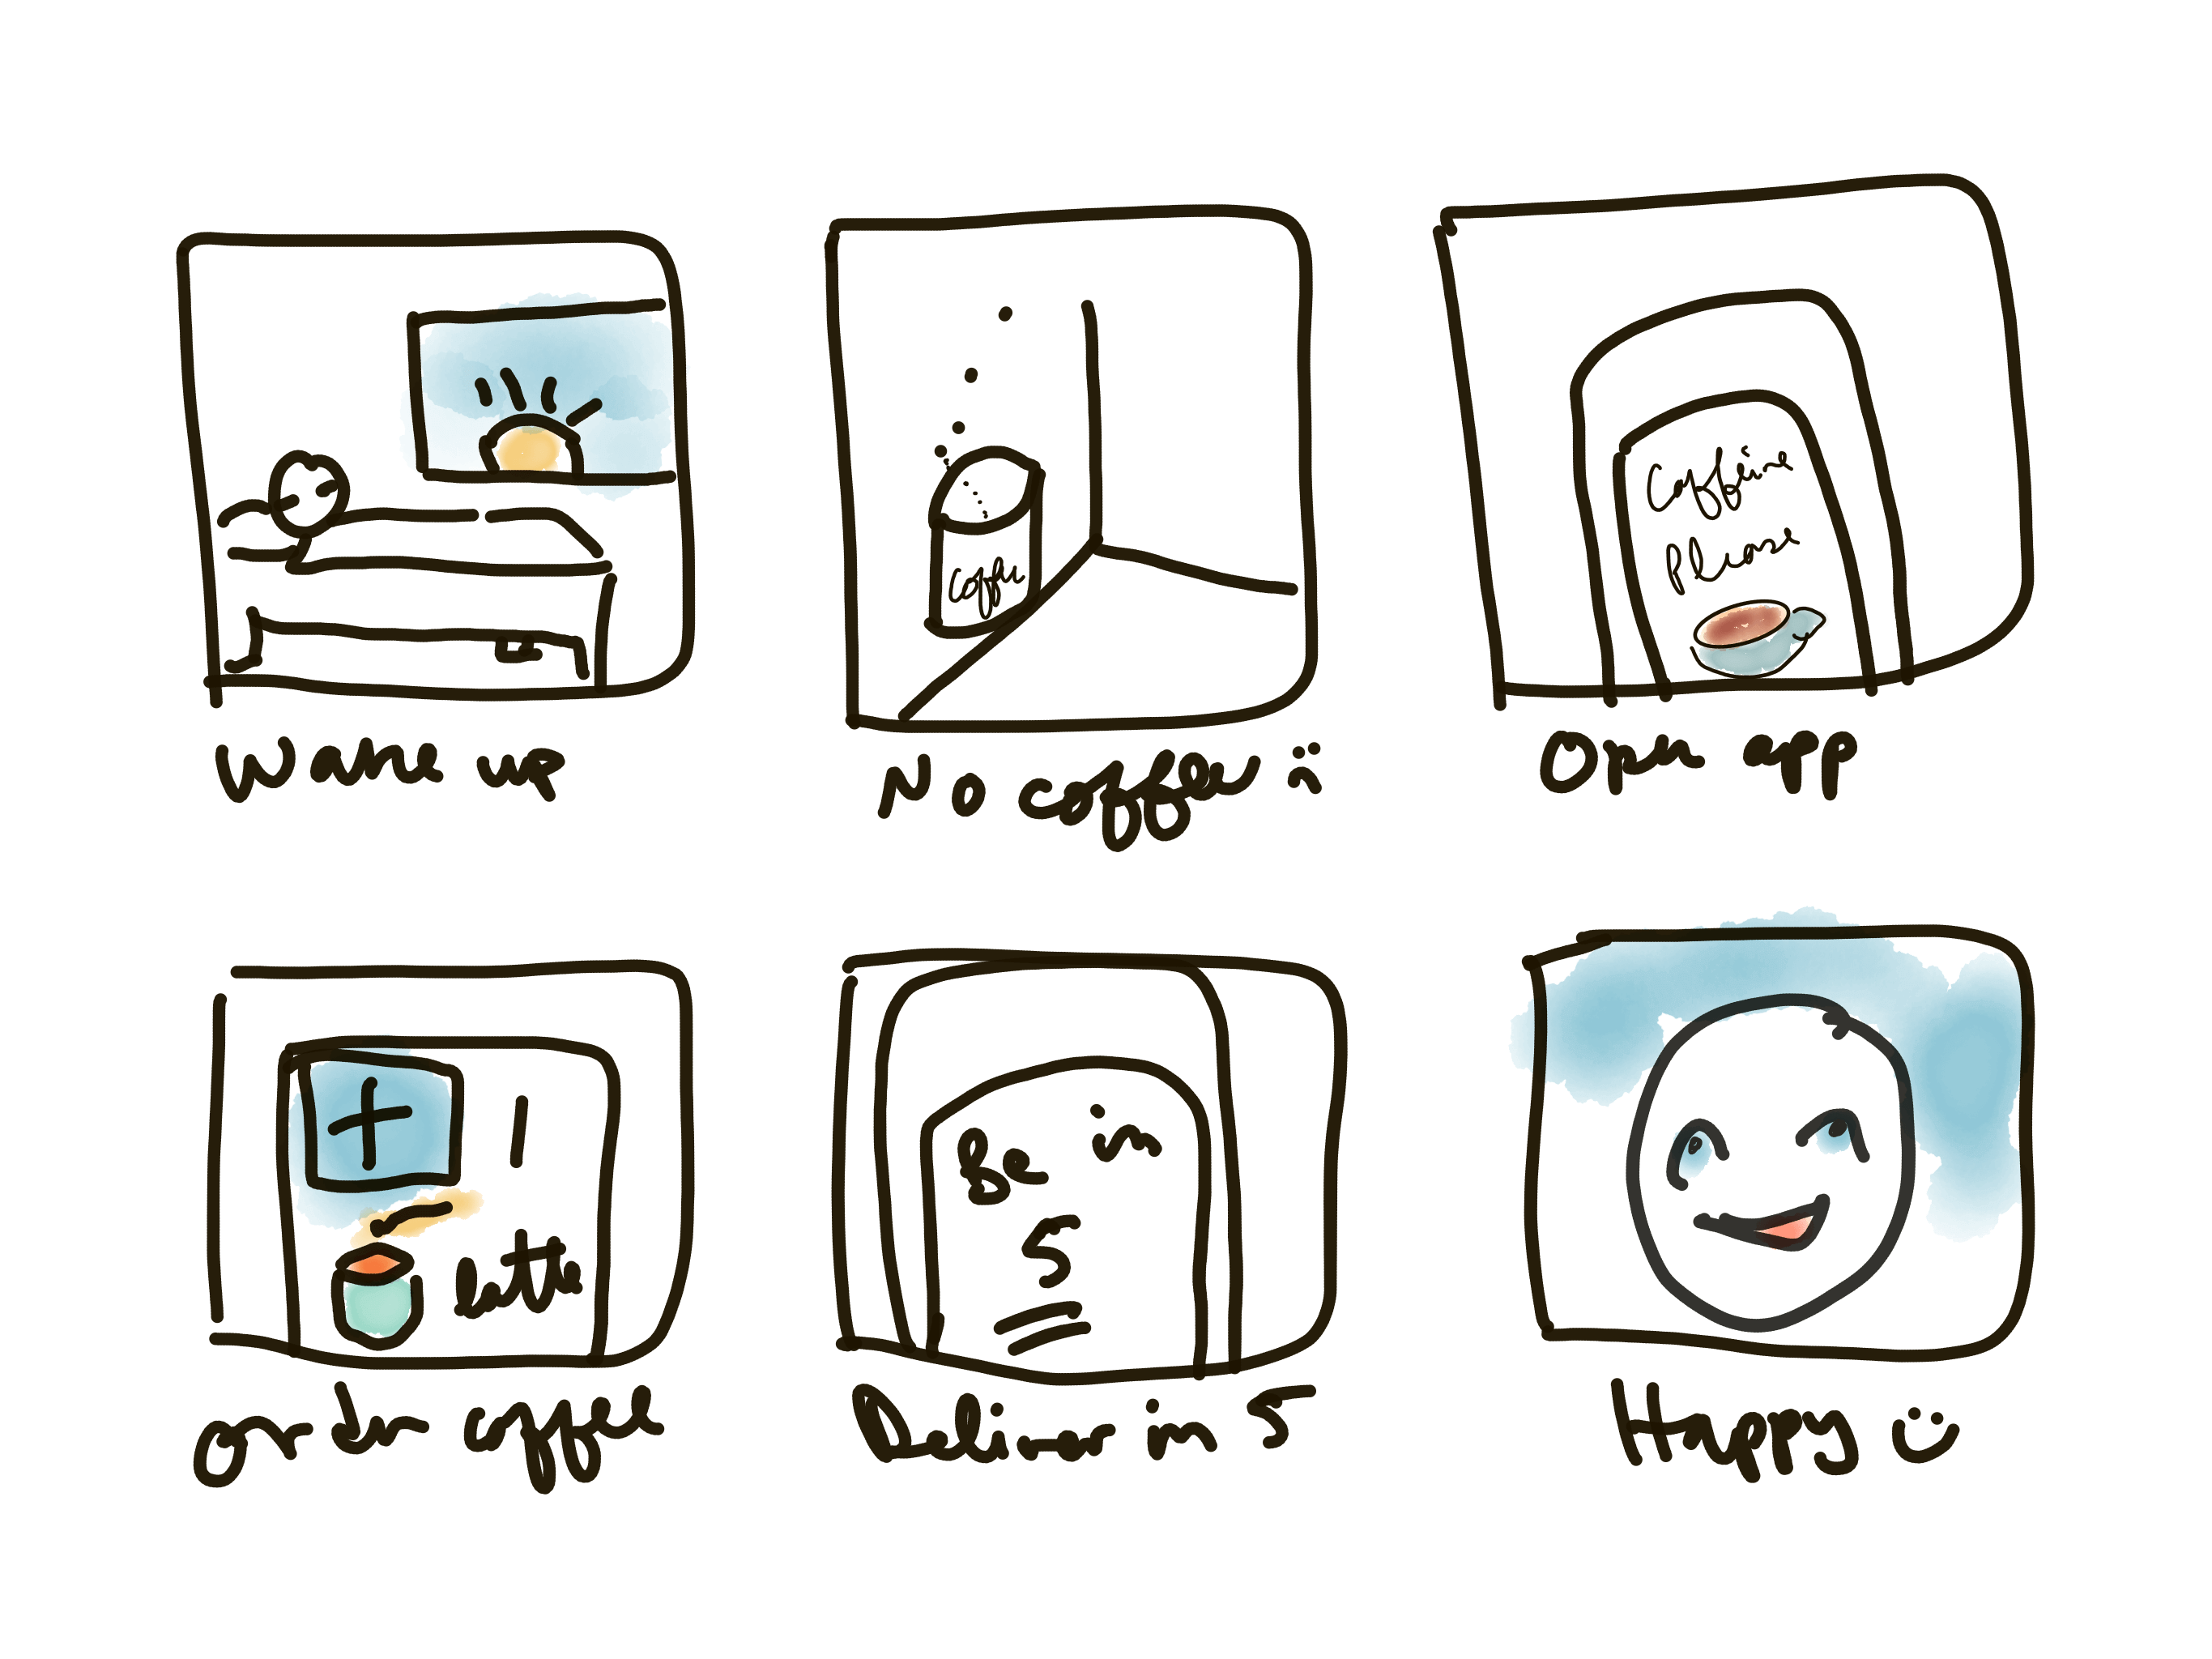 Coffee
Wake up
No coffee :(
Caffeine
Please
Open app
+
latte
order coffee
Be in
5
Deliver in 5
Happy :)